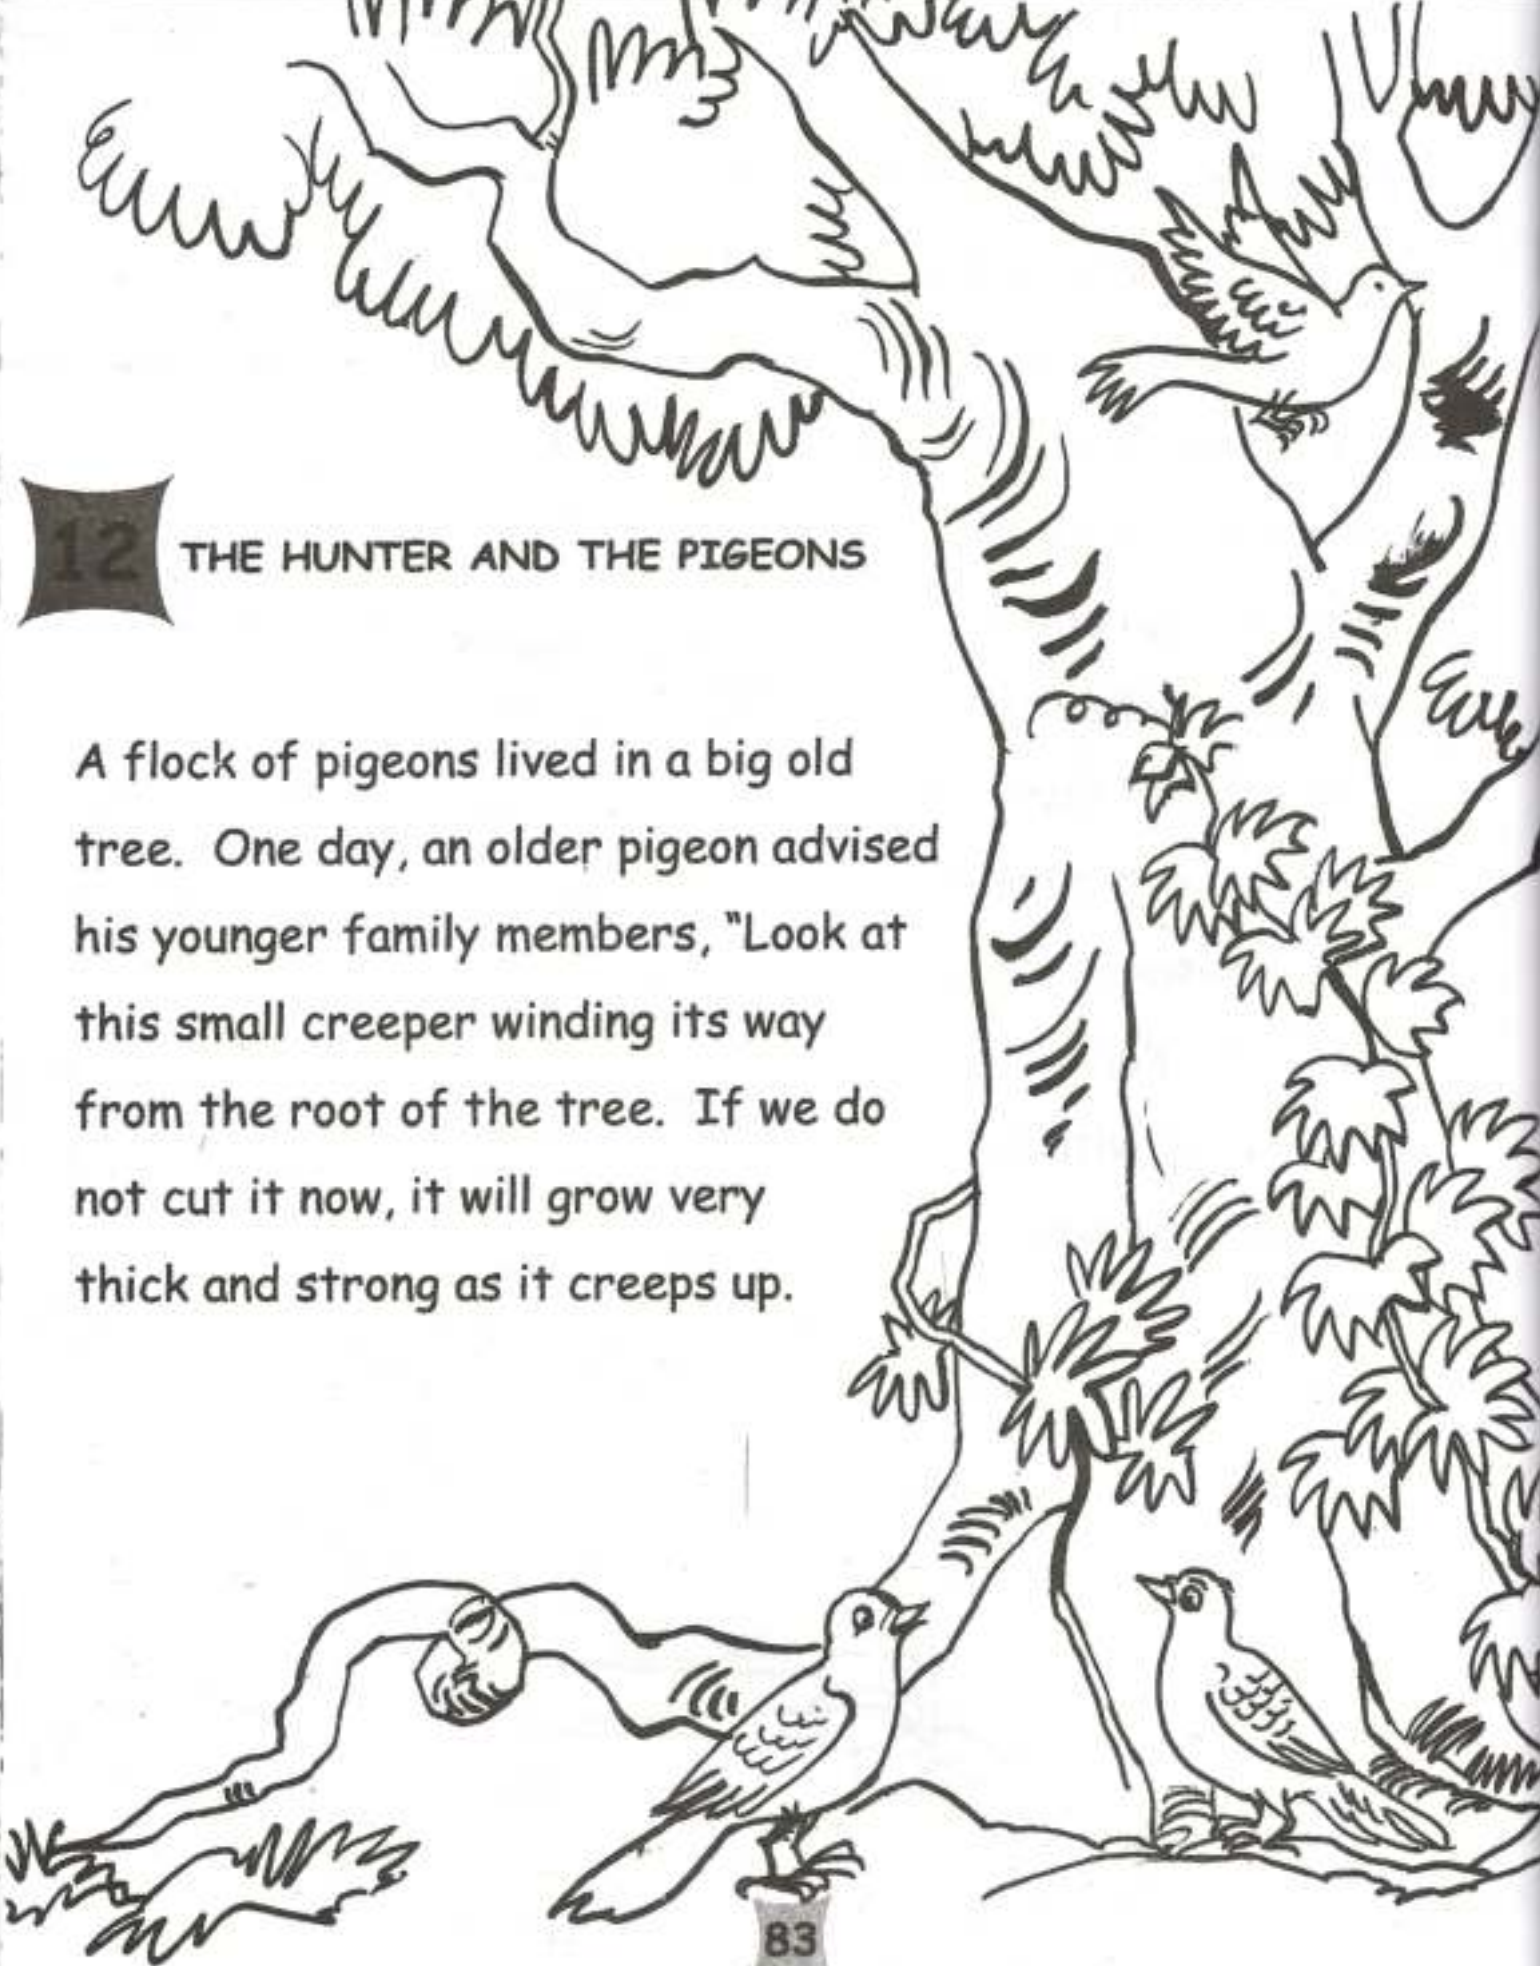 12 THE HUNTER AND THE PIGEONS
A flock of pigeons lived in a big old
tree. One day, an older pigeon advised
his younger family members, "Look at
this small creeper winding its way
from the root of the tree. If we do
not cut it now, it will grow very
thick and strong as it creeps up.
83